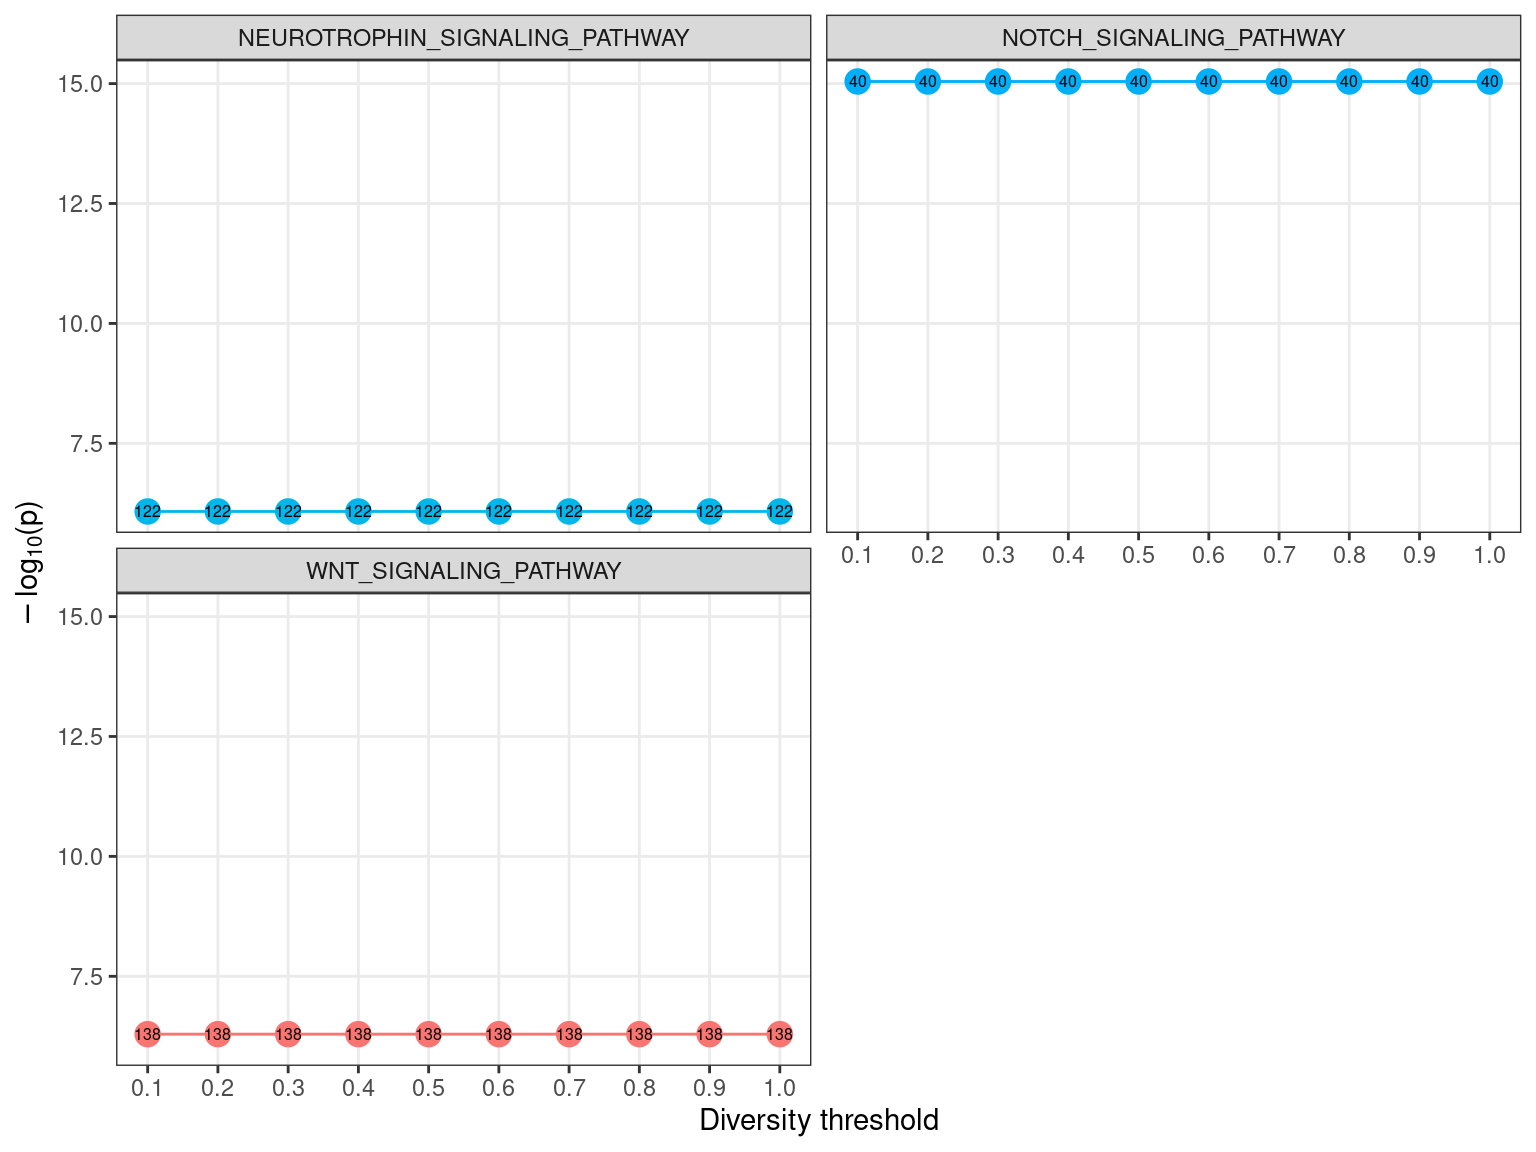 NEUROTROPHIN_SIGNALING_PATHWAY
NOTCH_SIGNALING_PATHWAY
15.0
12.5
10.0
7.5
122 122 122 122 122 122 122 122 122 122
40 40 40 40 40 40 40 40 40 40
0.1 0.2 0.3 0.4 0.5 0.6 0.7 0.8 0.9 1.0
WNT_SIGNALING_PATHWAY
15.0
12.5
10.0
7.5
138 138 138 138 138 138 138 138 138 138
0.1 0.2 0.3 0.4 0.5 0.6 0.7 0.8 0.9 1.0
Diversity threshold
− log₁₀(p)